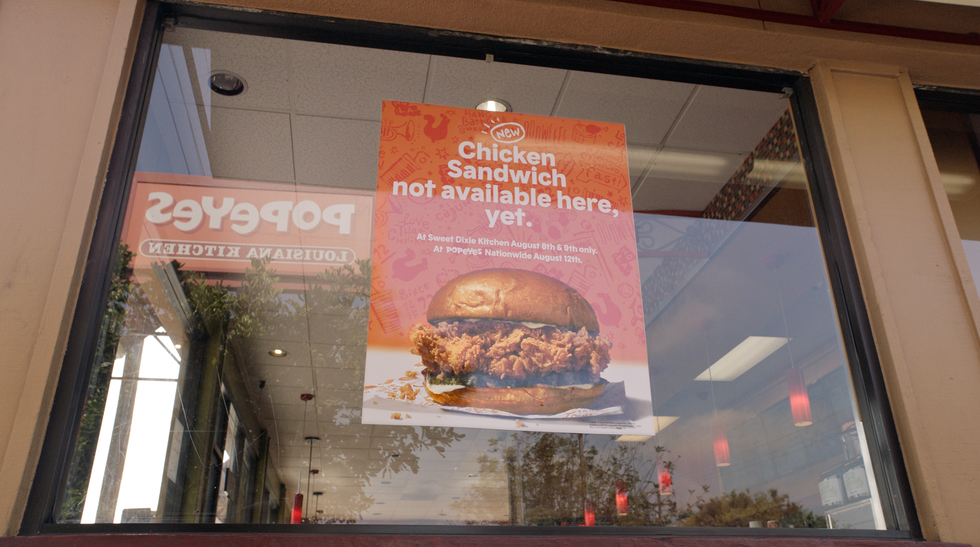 New
Chicken
Sandwich
not available here,
yet.
At Sweet Dixie Kitchen August 8th & 9th only.
At POPEYES Nationwide August 12th.
POPEYES
LOUISIANA KITCHEN